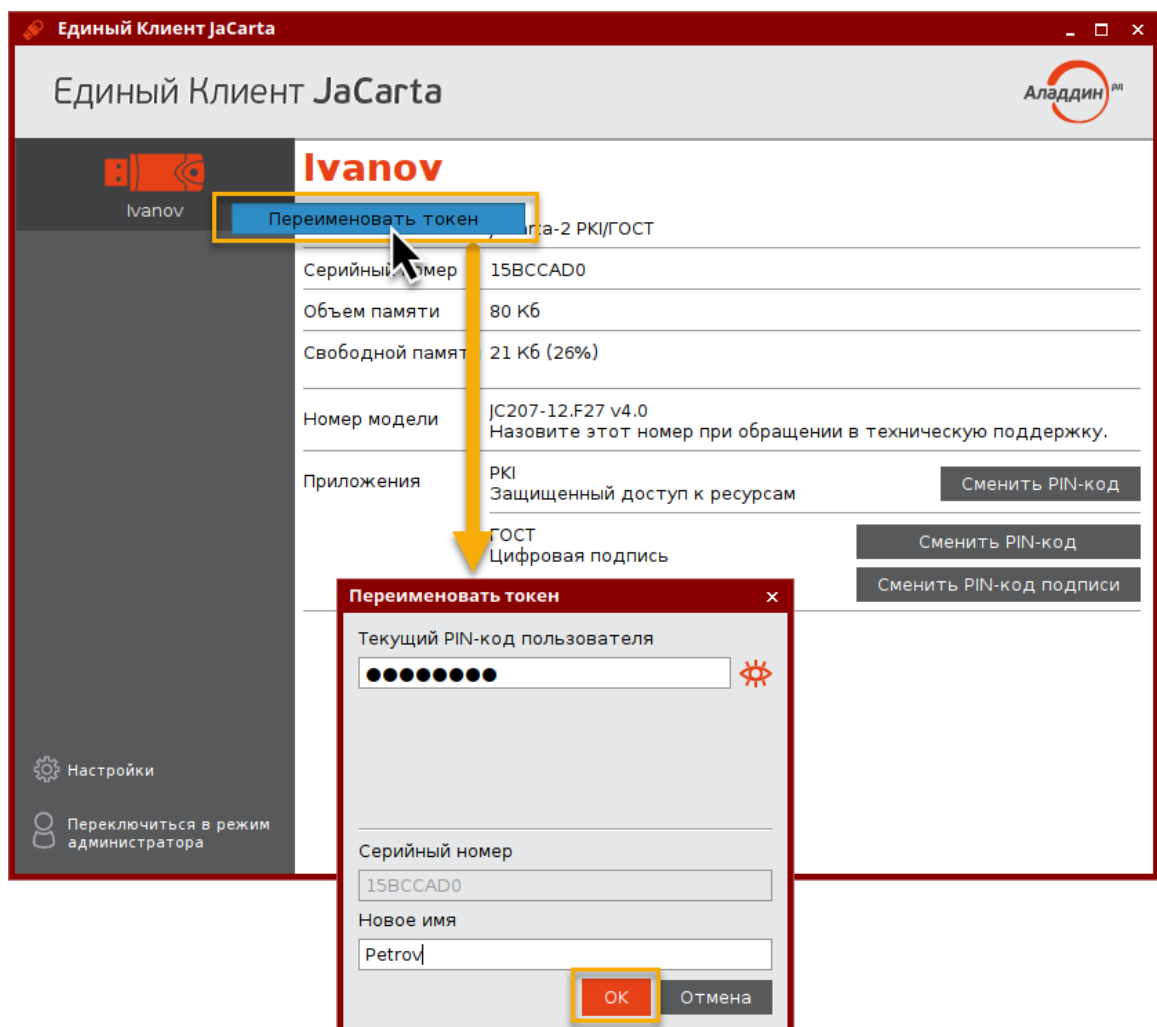 Единый Клиент JaCarta
Единый Клиент JaCarta
Аладдин РД
Ivanov
Ivanov
Переименовать токен
-2 PKI/ГОСТ
Серийный номер 15BCCAD0
Объем памяти 80 Кб
Свободной памяти 21 Кб (26%)
Номер модели JC207-12.F27 v4.0
Назовите этот номер при обращении в техническую поддержку.
Приложения PKI
Защищенный доступ к ресурсам
Сменить PIN-код
ГОСТ
Цифровая подпись
Сменить PIN-код
Сменить PIN-код подписи
Настройки
Переключиться в режим
администратора
Переименовать токен
Текущий PIN-код пользователя
Серийный номер
15BCCAD0
Новое имя
Petrov
OK Отмена